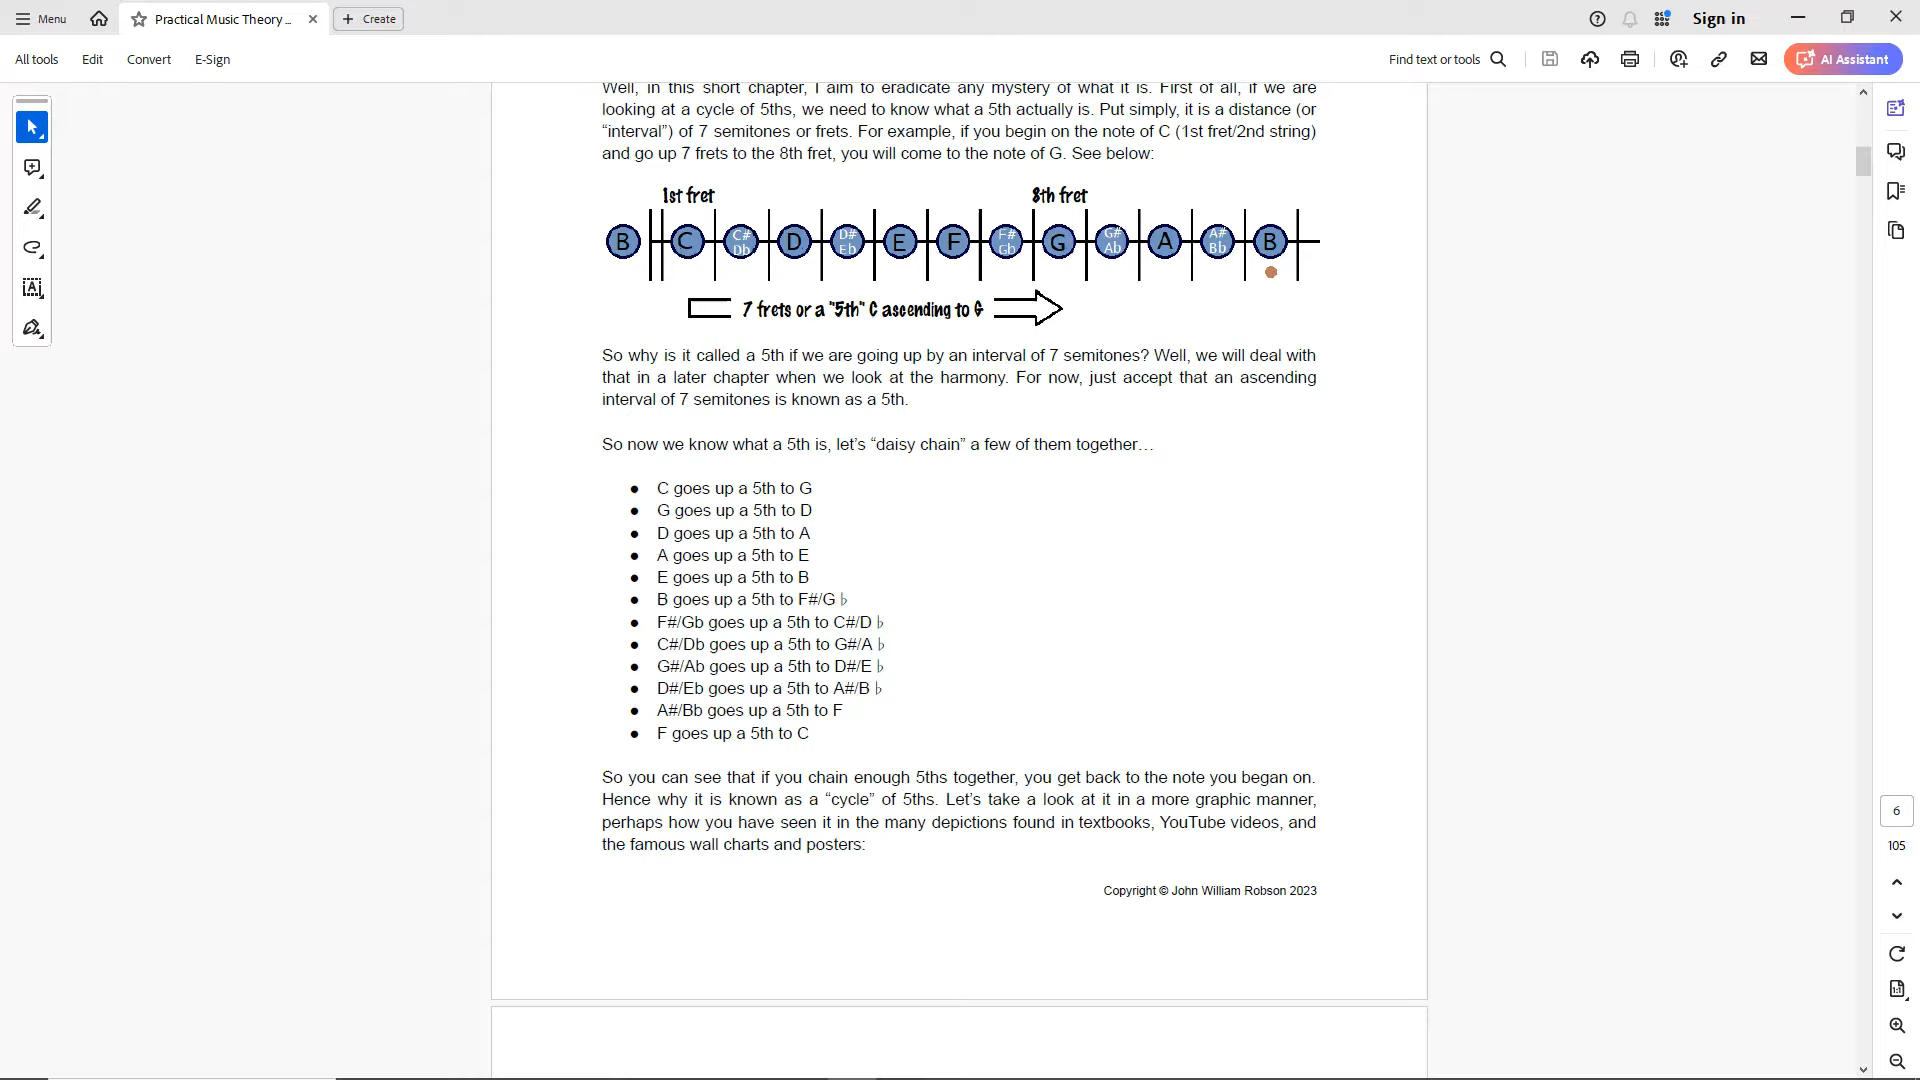 Menu
Practical Music Theory ...
Create
Sign in
All tools
Edit
Convert
E-Sign
Find text or tools
AI Assistant
Well, in this short chapter, I aim to eradicate any mystery of what it is. First of all, if we are
looking at a cycle of 5ths, we need to know what a 5th actually is. Put simply, it is a distance (or
“interval”) of 7 semitones or frets. For example, if you begin on the note of C (1st fret/2nd string)
and go up 7 frets to the 8th fret, you will come to the note of G. See below:
1st fret 8th fret
B C C# Db D D# Eb E F F# Gb G G# Ab A A# Bb B
7 frets or a "5th" C ascending to G
So why is it called a 5th if we are going up by an interval of 7 semitones? Well, we will deal with
that in a later chapter when we look at the harmony. For now, just accept that an ascending
interval of 7 semitones is known as a 5th.
So now we know what a 5th is, let’s “daisy chain” a few of them together…
● C goes up a 5th to G
● G goes up a 5th to D
● D goes up a 5th to A
● A goes up a 5th to E
● E goes up a 5th to B
● B goes up a 5th to F#/G♭
● F#/Gb goes up a 5th to C#/D♭
● C#/Db goes up a 5th to G#/A♭
● G#/Ab goes up a 5th to D#/E♭
● D#/Eb goes up a 5th to A#/B♭
● A#/Bb goes up a 5th to F
● F goes up a 5th to C
So you can see that if you chain enough 5ths together, you get back to the note you began on.
Hence why it is known as a “cycle” of 5ths. Let’s take a look at it in a more graphic manner,
perhaps how you have seen it in the many depictions found in textbooks, YouTube videos, and
the famous wall charts and posters:
Copyright © John William Robson 2023
6
105